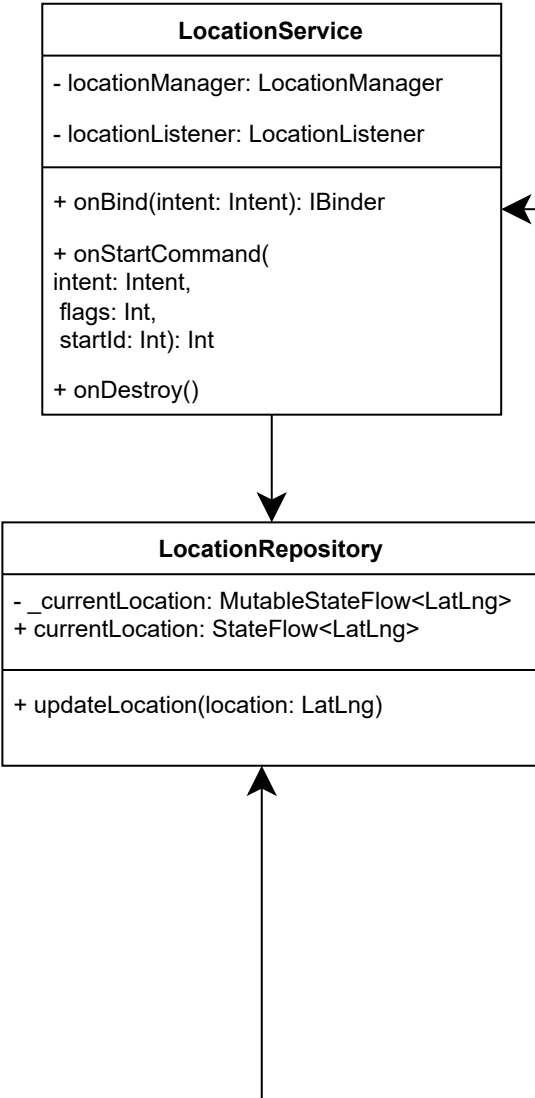 LocationService
- locationManager: LocationManager
- locationListener: LocationListener
+ onBind(intent: Intent): IBinder
+ onStartCommand(
intent: Intent,
flags: Int,
startId: Int): Int
+ onDestroy()
LocationRepository
- _currentLocation: MutableStateFlow<LatLng>
+ currentLocation: StateFlow<LatLng>
+ updateLocation(location: LatLng)